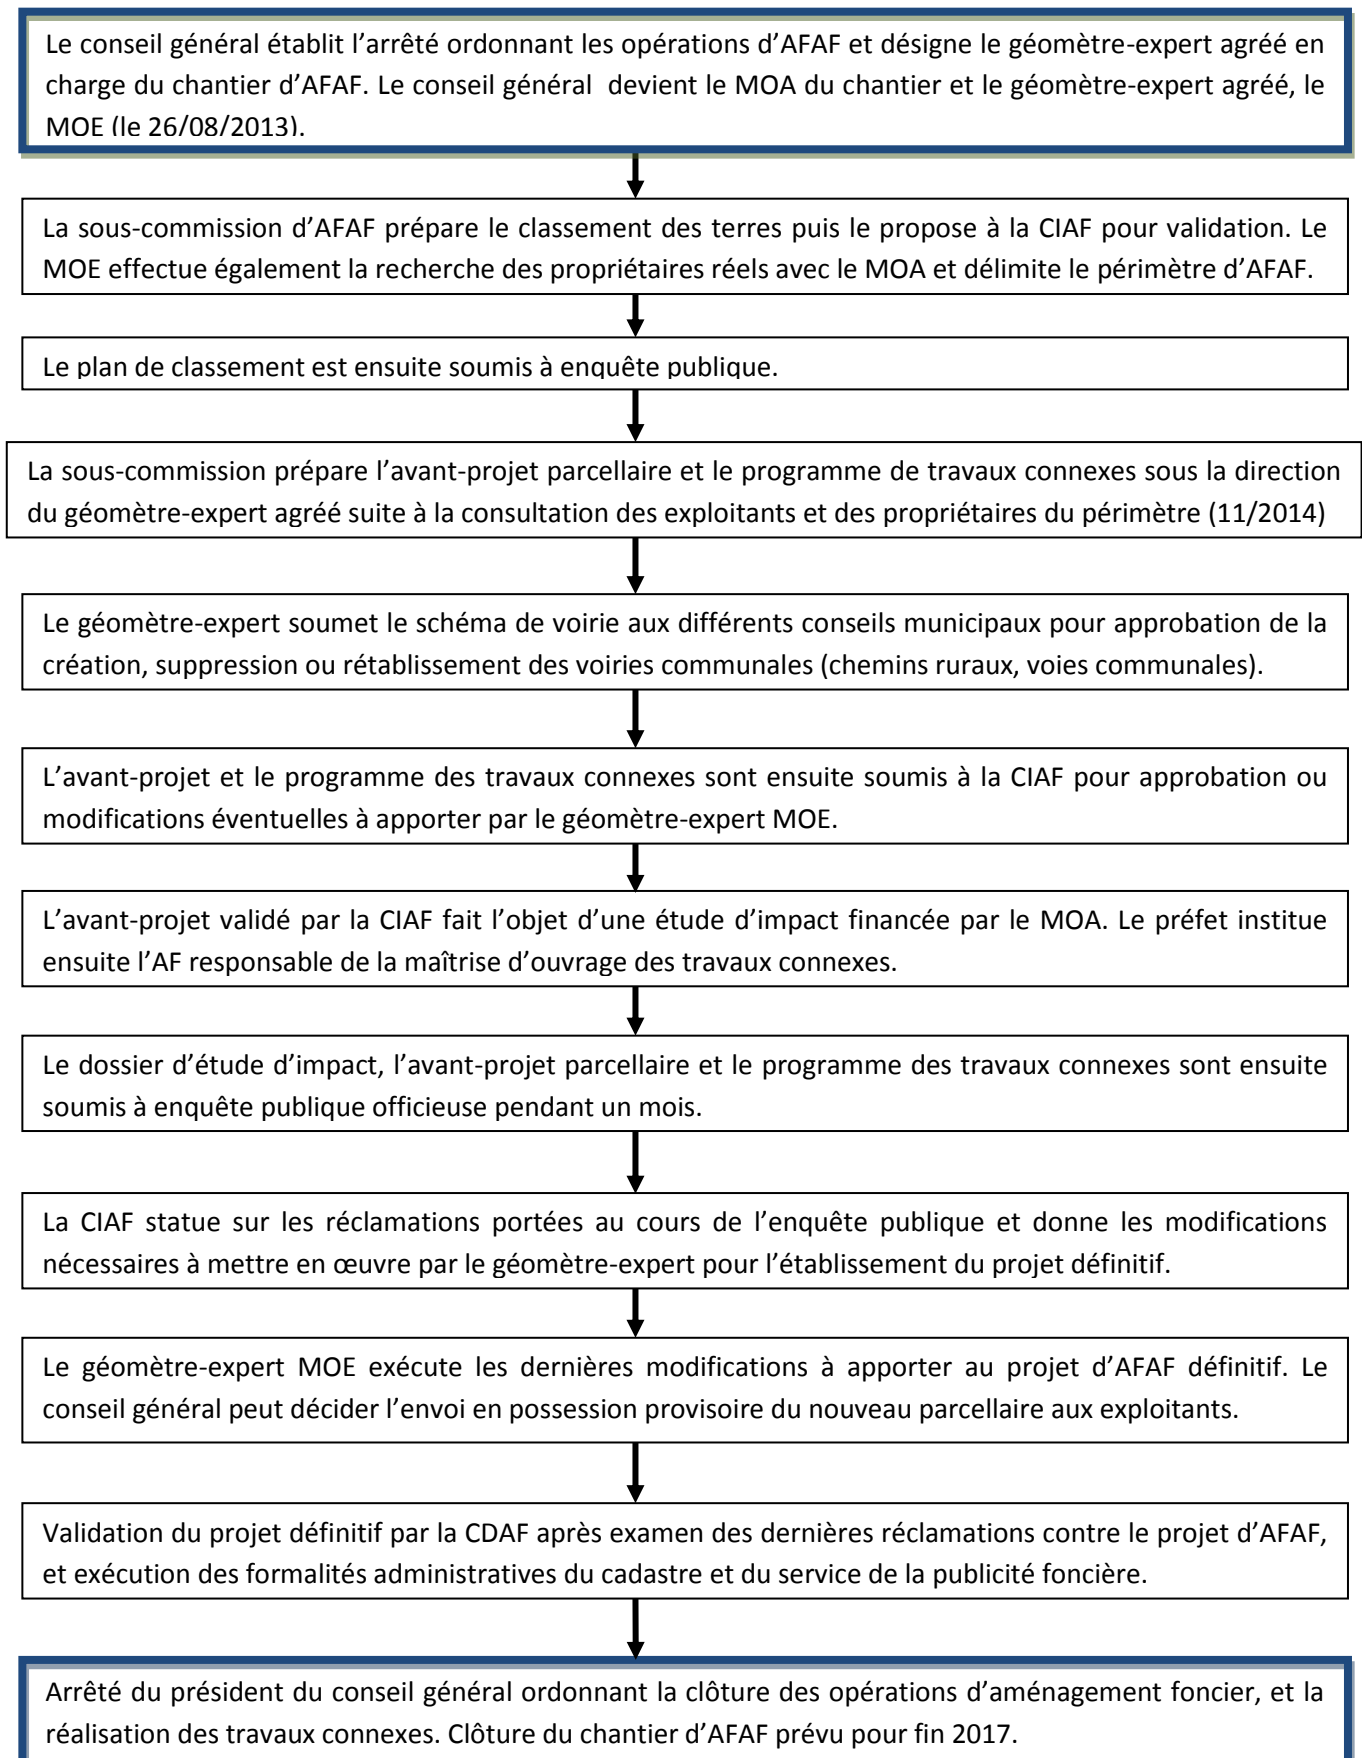 Le conseil général établit l’arrêté ordonnant les opérations d’AFAF et désigne le géomètre-expert agréé en
charge du chantier d’AFAF. Le conseil général devient le MOA du chantier et le géomètre-expert agréé, le
MOE (le 26/08/2013).
La sous-commission d’AFAF prépare le classement des terres puis le propose à la CIAF pour validation. Le
MOE effectue également la recherche des propriétaires réels avec le MOA et délimite le périmètre d’AFAF.
Le plan de classement est ensuite soumis à enquête publique.
La sous-commission prépare l’avant-projet parcellaire et le programme de travaux connexes sous la direction
du géomètre-expert agréé suite à la consultation des exploitants et des propriétaires du périmètre (11/2014)
Le géomètre-expert soumet le schéma de voirie aux différents conseils municipaux pour approbation de la
création, suppression ou rétablissement des voiries communales (chemins ruraux, voies communales).
L’avant-projet et le programme des travaux connexes sont ensuite soumis à la CIAF pour approbation ou
modifications éventuelles à apporter par le géomètre-expert MOE.
L’avant-projet validé par la CIAF fait l’objet d’une étude d’impact financée par le MOA. Le préfet institue
ensuite l’AF responsable de la maîtrise d’ouvrage des travaux connexes.
Le dossier d’étude d’impact, l’avant-projet parcellaire et le programme des travaux connexes sont ensuite
soumis à enquête publique officieuse pendant un mois.
La CIAF statue sur les réclamations portées au cours de l’enquête publique et donne les modifications
nécessaires à mettre en œuvre par le géomètre-expert pour l’établissement du projet définitif.
Le géomètre-expert MOE exécute les dernières modifications à apporter au projet d’AFAF définitif. Le
conseil général peut décider l’envoi en possession provisoire du nouveau parcellaire aux exploitants.
Validation du projet définitif par la CDAF après examen des dernières réclamations contre le projet d’AFAF,
et exécution des formalités administratives du cadastre et du service de la publicité foncière.
Arrêté du président du conseil général ordonnant la clôture des opérations d’aménagement foncier, et la
réalisation des travaux connexes. Clôture du chantier d’AFAF prévu pour fin 2017.